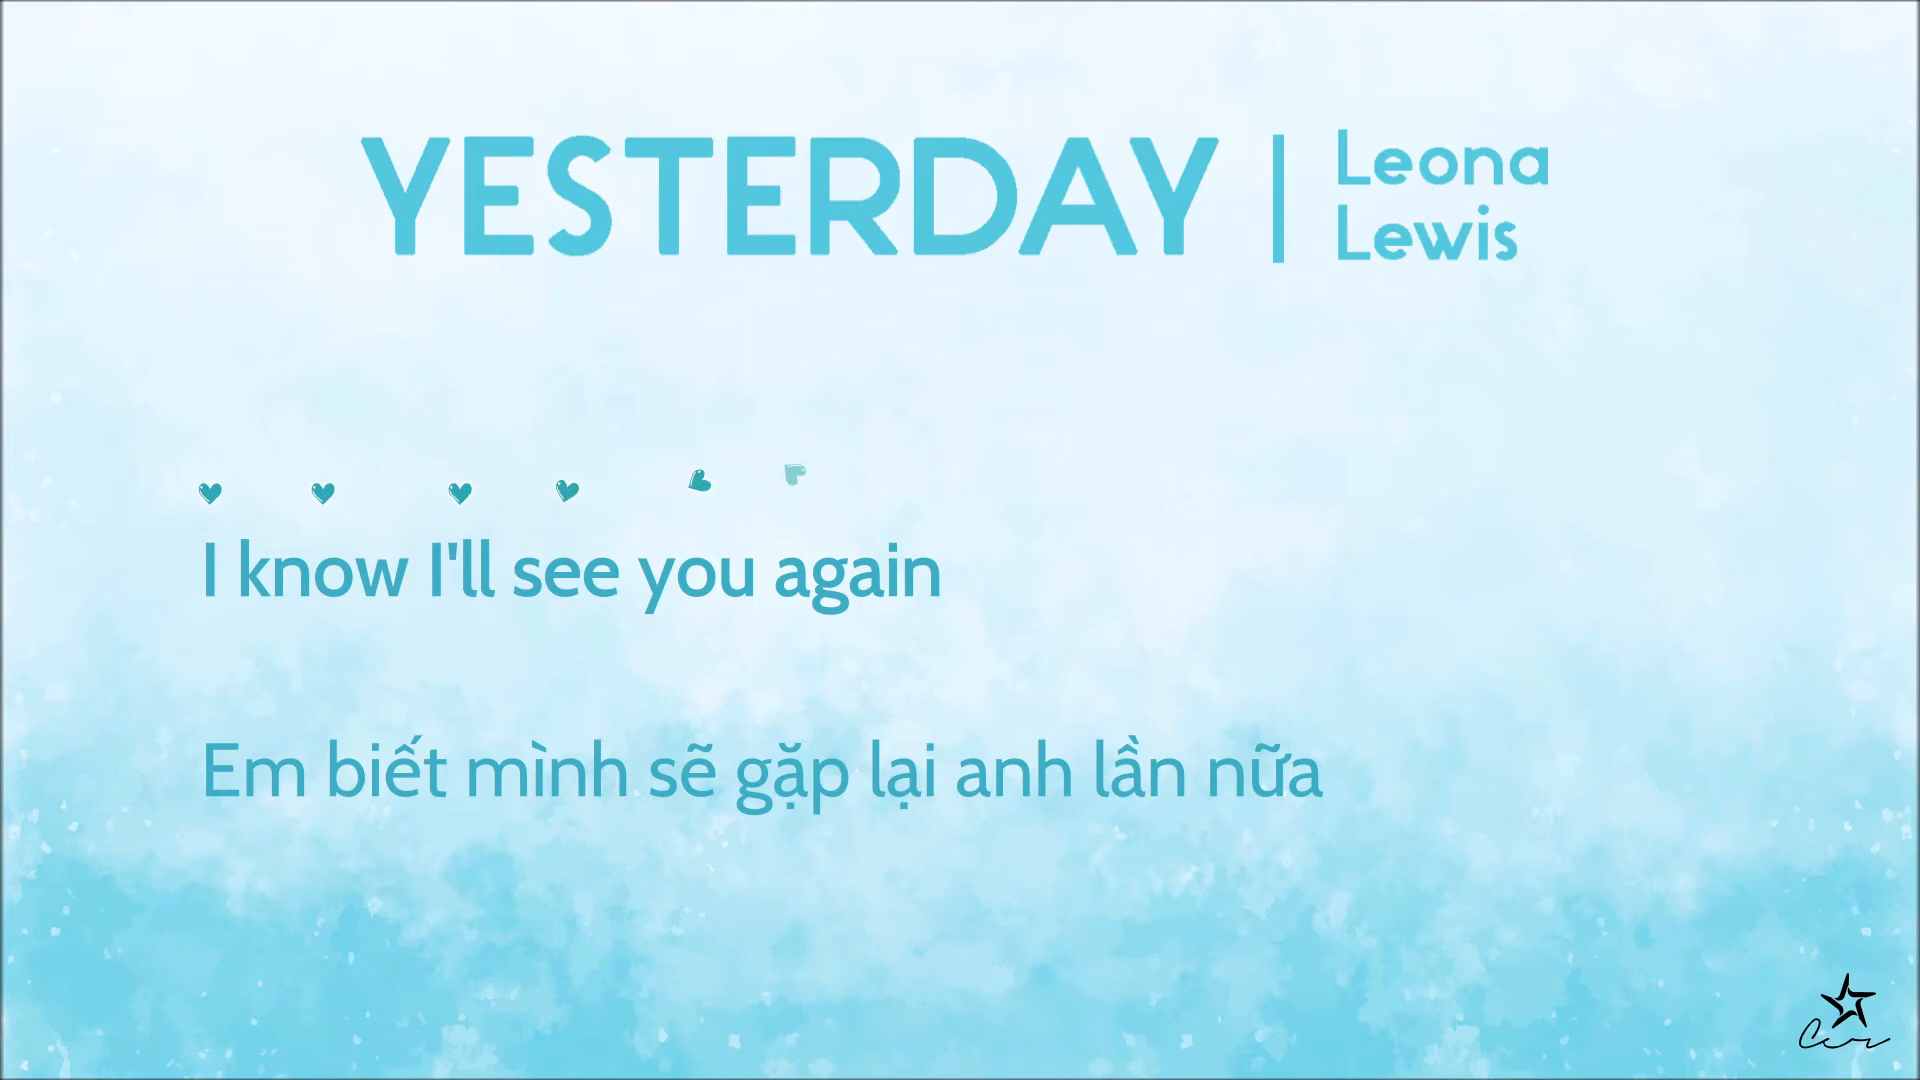 YESTERDAY | Leona
Lewis
I know I'll see you again
Em biết mình sẽ gặp lại anh lần nữa